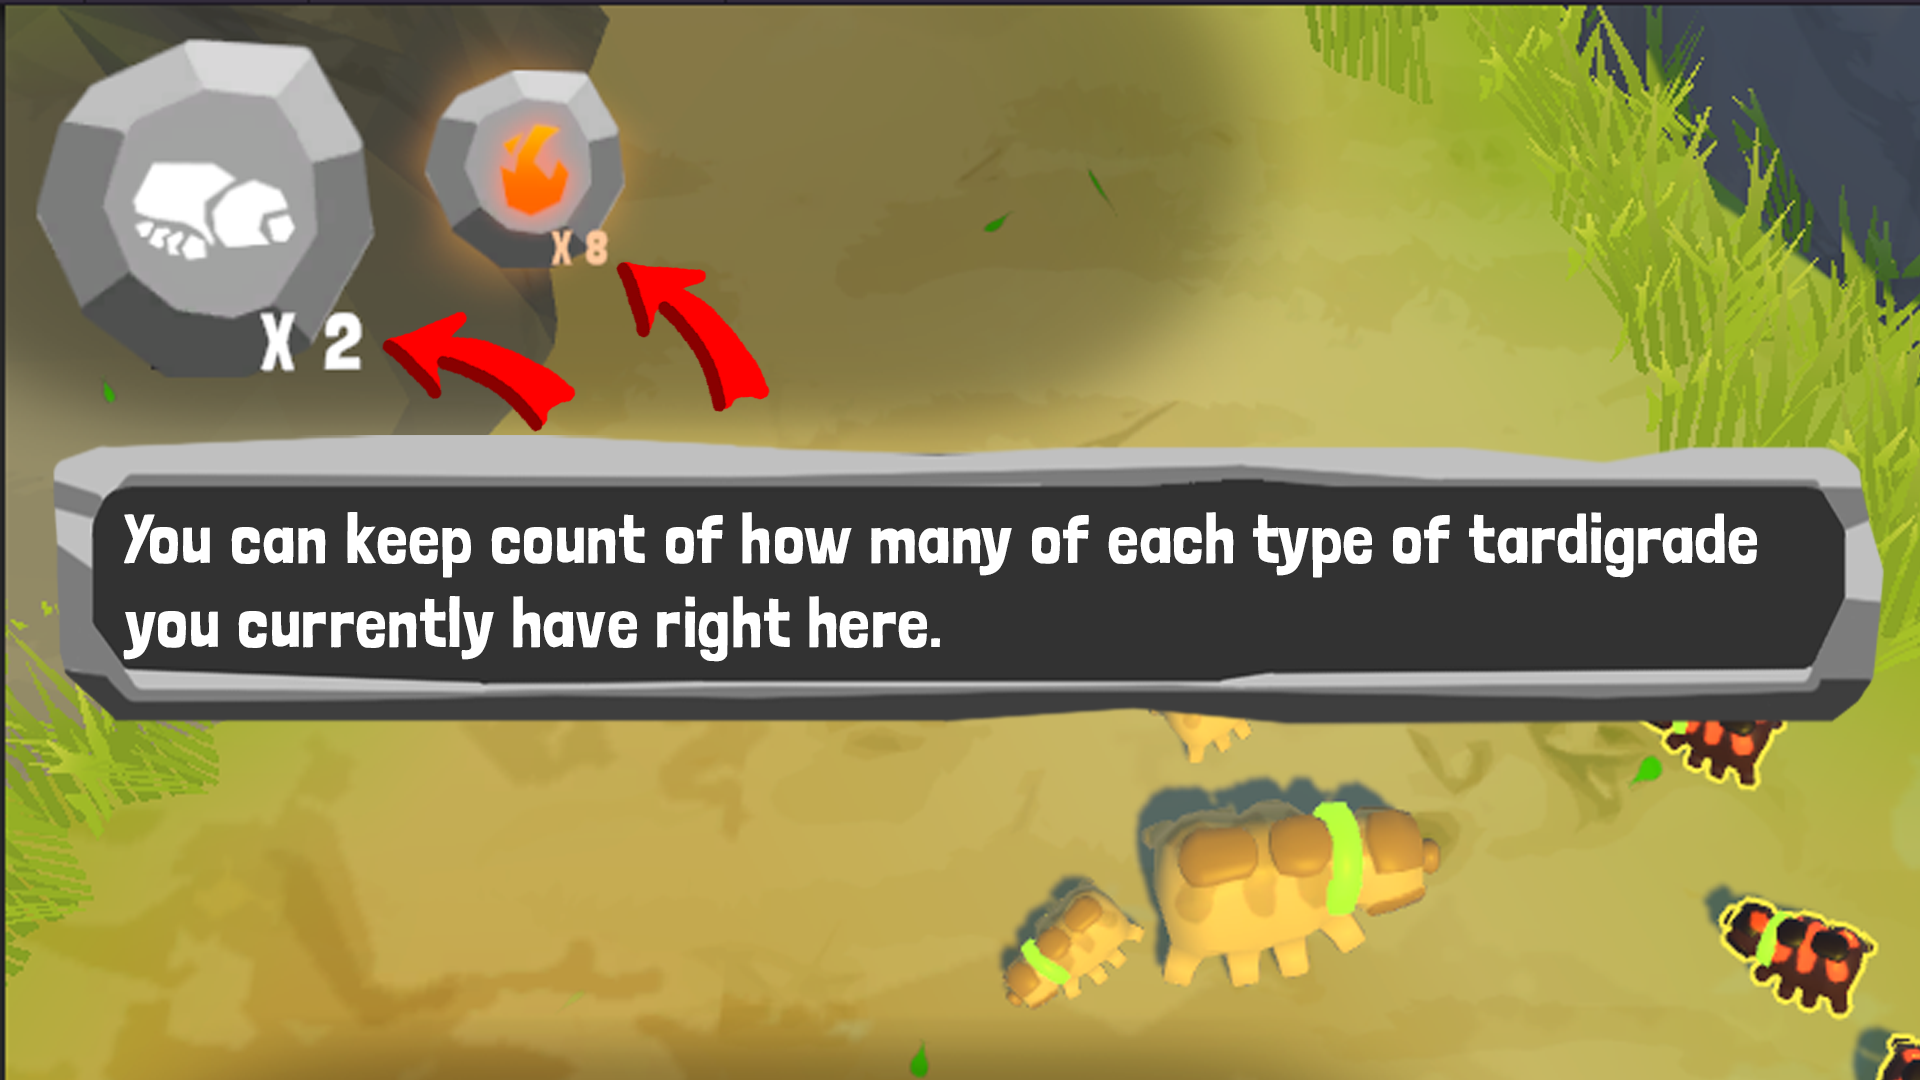 X 8
X 2
You can keep count of how many of each type of tardigrade
you currently have right here.